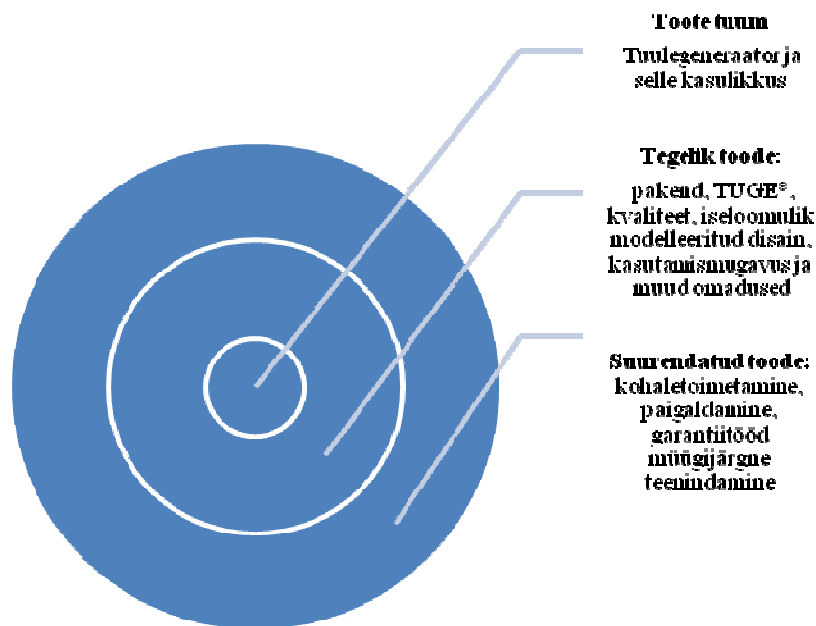 Toote tuum
Tuulegeneraator ja
selle kasulikkus
Tegelik toode:
pakend, TUGE®,
kvaliteet, iseloomulik
modelleeritud disain,
kasutamismugavus ja
muud omadused
Suurendatud toode:
kohaletoimetamine,
paigaldamine,
garantiitööd
müügijärgne
teenindamine